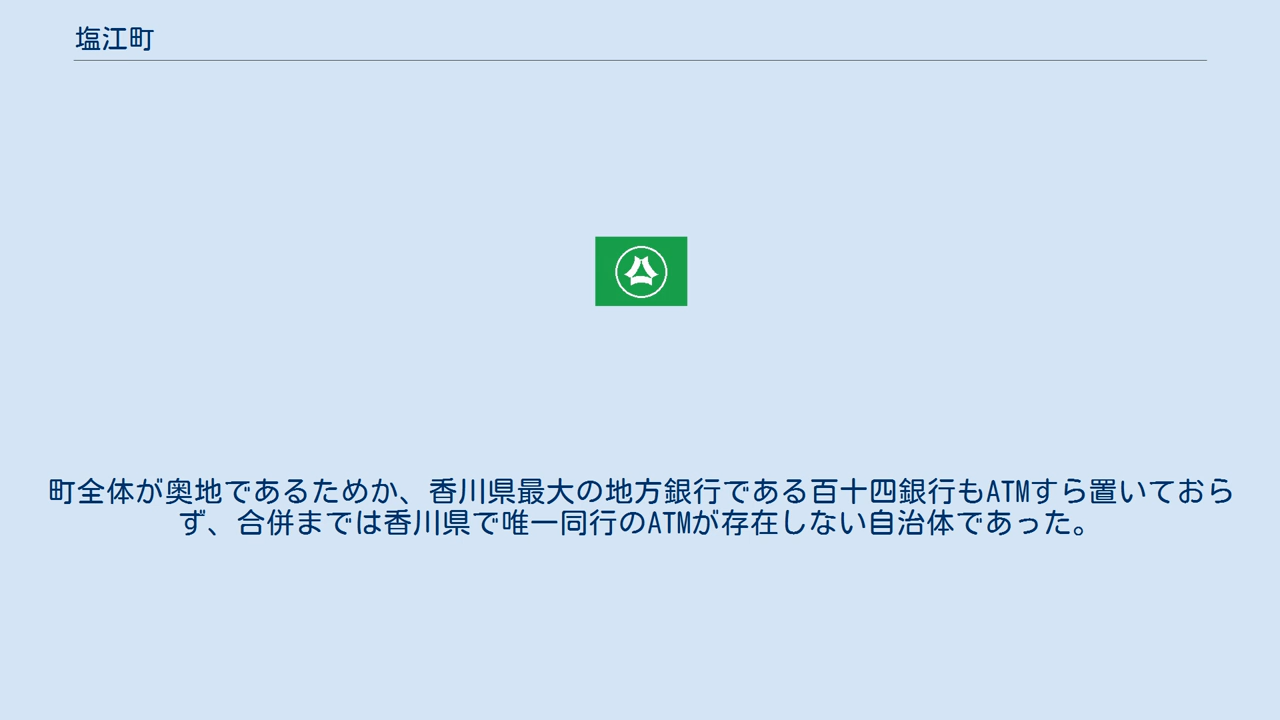 塩江町
町全体が奥地であるためか、香川県最大の地方銀行である百十四銀行もATMすら置いておら
ず、合併までは香川県で唯一同行のATMが存在しない自治体であった。